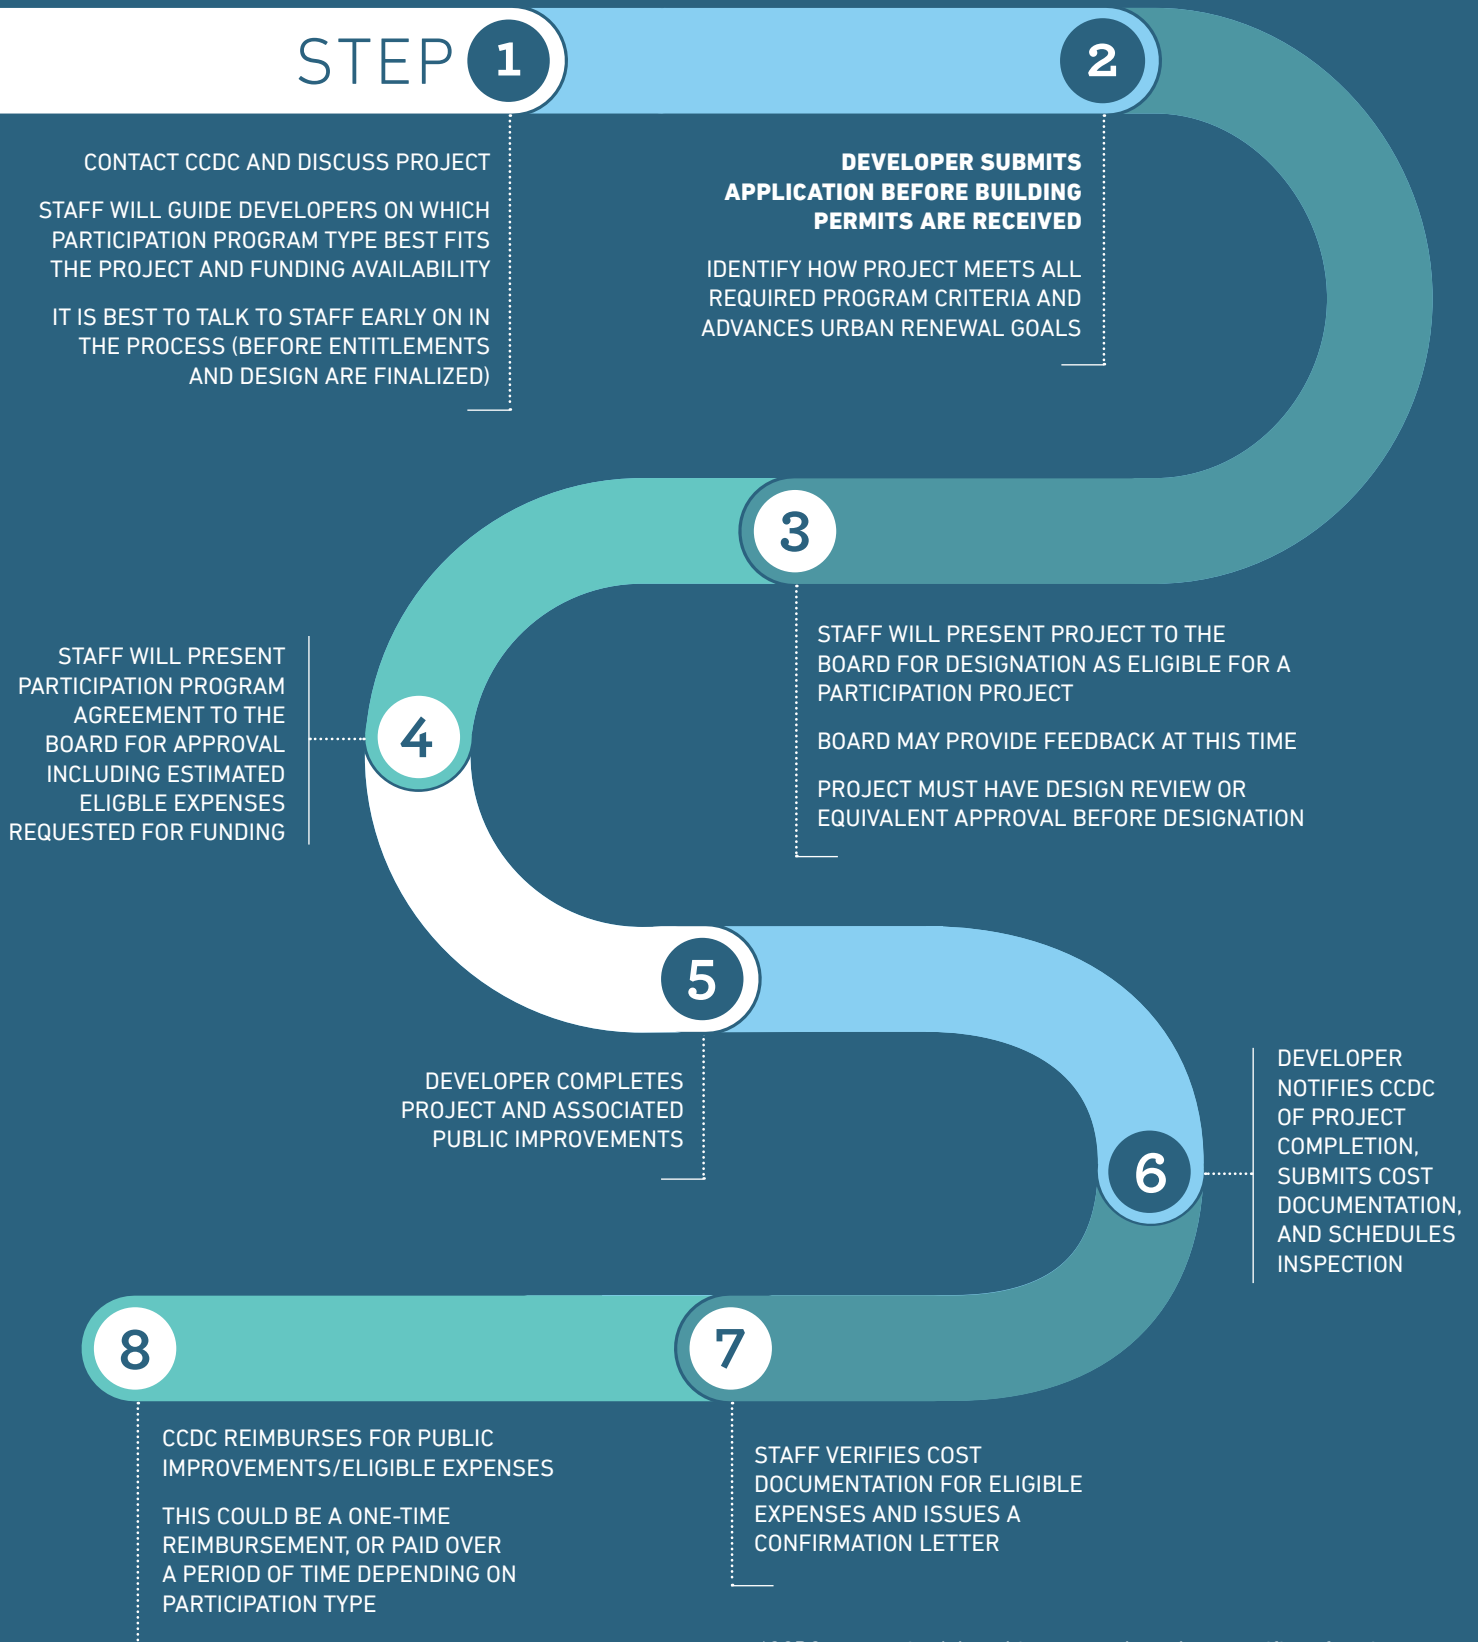 STEP 1
CONTACT CCDC AND DISCUSS PROJECT
STAFF WILL GUIDE DEVELOPERS ON WHICH
PARTICIPATION PROGRAM TYPE BEST FITS
THE PROJECT AND FUNDING AVAILABILITY
IT IS BEST TO TALK TO STAFF EARLY ON IN
THE PROCESS (BEFORE ENTITLEMENTS
AND DESIGN ARE FINALIZED)
2
DEVELOPER SUBMITS
APPLICATION BEFORE BUILDING
PERMITS ARE RECEIVED
IDENTIFY HOW PROJECT MEETS ALL
REQUIRED PROGRAM CRITERIA AND
ADVANCES URBAN RENEWAL GOALS
3
STAFF WILL PRESENT PROJECT TO THE
BOARD FOR DESIGNATION AS ELIGIBLE FOR A
PARTICIPATION PROJECT
BOARD MAY PROVIDE FEEDBACK AT THIS TIME
PROJECT MUST HAVE DESIGN REVIEW OR
EQUIVALENT APPROVAL BEFORE DESIGNATION
4
STAFF WILL PRESENT
PARTICIPATION PROGRAM
AGREEMENT TO THE
BOARD FOR APPROVAL
INCLUDING ESTIMATED
ELIGBLE EXPENSES
REQUESTED FOR FUNDING
5
DEVELOPER COMPLETES
PROJECT AND ASSOCIATED
PUBLIC IMPROVEMENTS
6
DEVELOPER
NOTIFIES CCDC
OF PROJECT
COMPLETION,
SUBMITS COST
DOCUMENTATION,
AND SCHEDULES
INSPECTION
7
STAFF VERIFIES COST
DOCUMENTATION FOR ELIGIBLE
EXPENSES AND ISSUES A
CONFIRMATION LETTER
8
CCDC REIMBURSES FOR PUBLIC
IMPROVEMENTS/ELIGIBLE EXPENSES
THIS COULD BE A ONE-TIME
REIMBURSEMENT, OR PAID OVER
A PERIOD OF TIME DEPENDING ON
PARTICIPATION TYPE